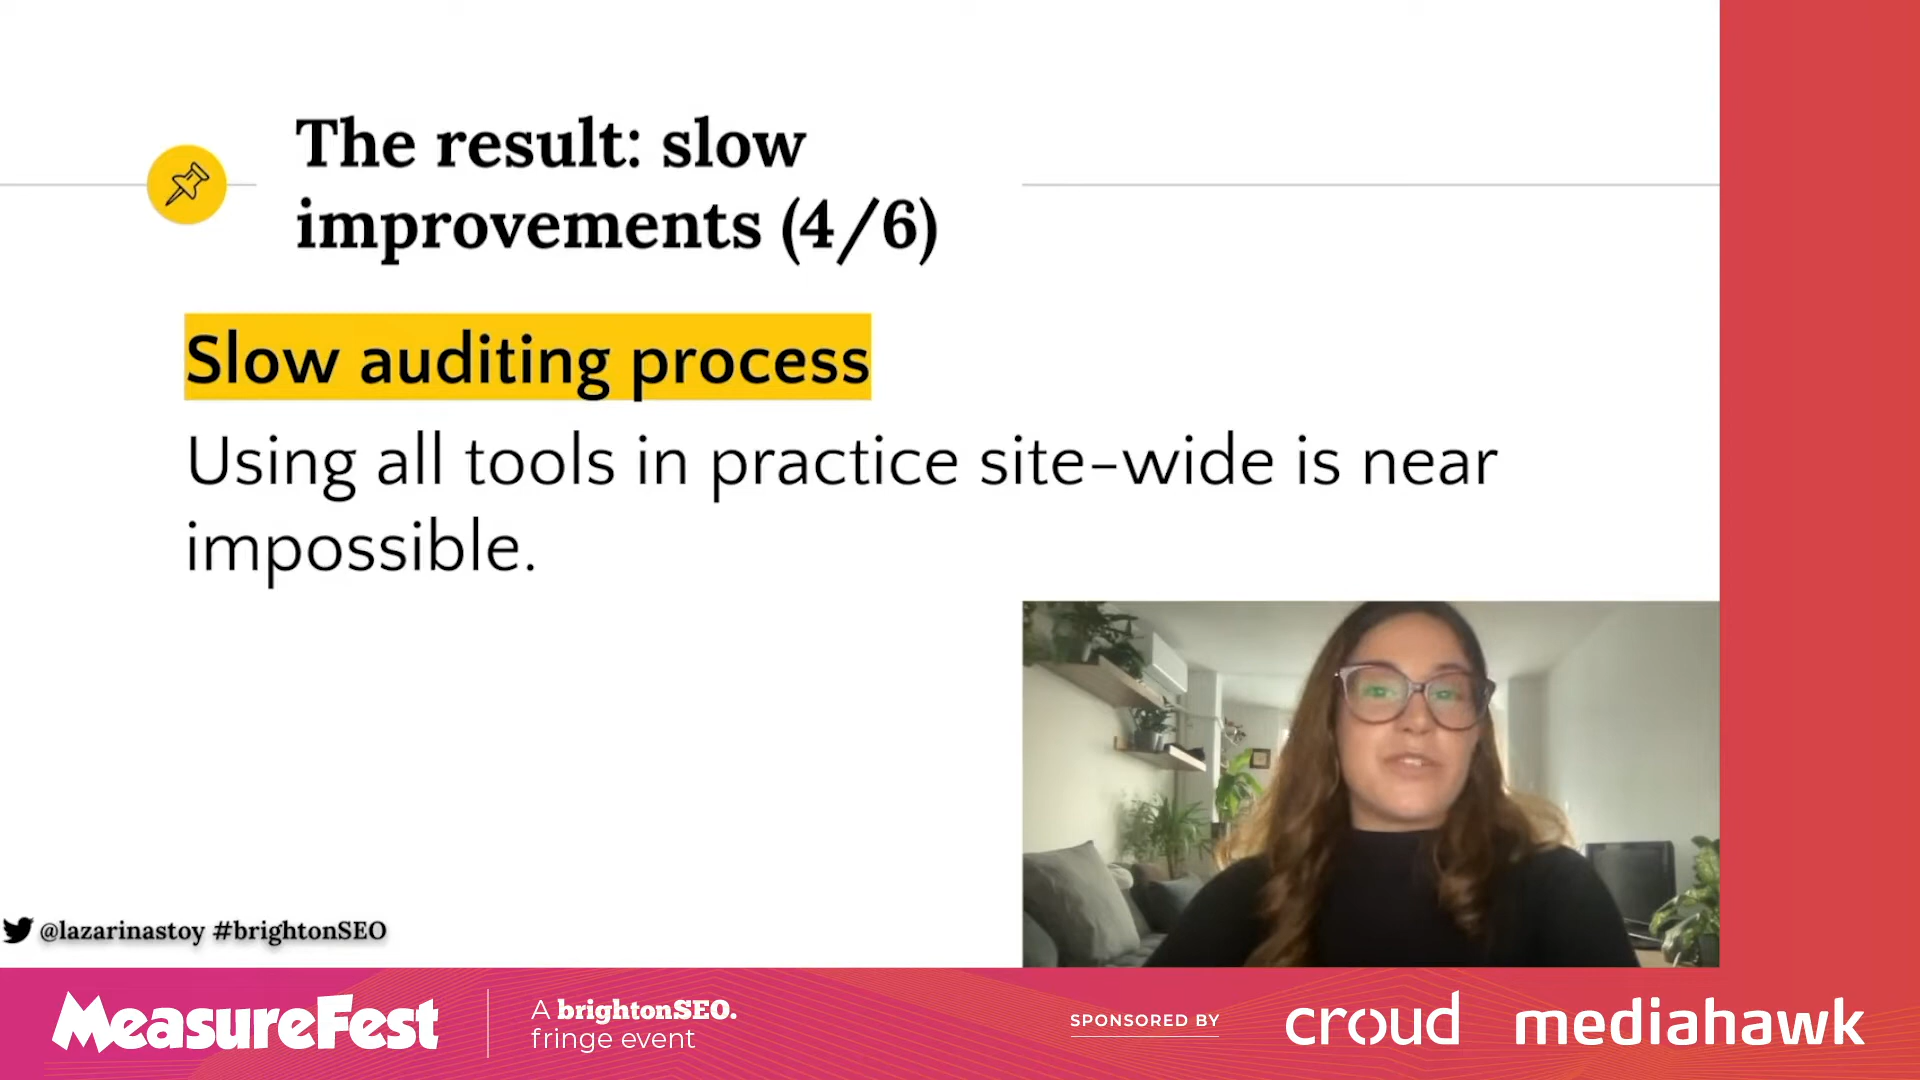 The result: slow
improvements (4/6)
Slow auditing process
Using all tools in practice site-wide is near
impossible.
@lazarinastoy #brightonSEO
MeasureFest
A brightonSEO.
fringe event
SPONSORED BY
croud
mediahawk